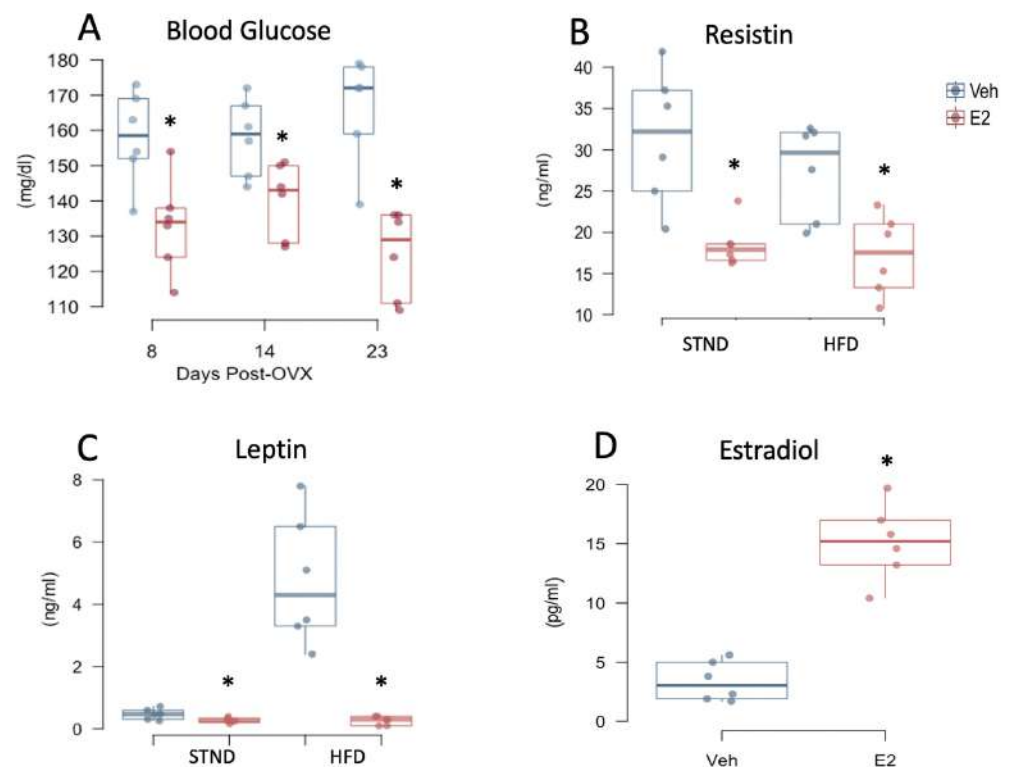 A
Blood Glucose
180
170
160
150
140
130
120
110
(mg/dl)
*
*
*
8
14
23
Days Post-OVX
B
Resistin
40
35
30
25
20
15
10
(ng/ml)
*
*
STND
HFD
Veh
E2
C
Leptin
8
6
4
2
0
(ng/ml)
*
*
STND
HFD
D
Estradiol
20
15
10
5
0
(pg/ml)
*
Veh
E2